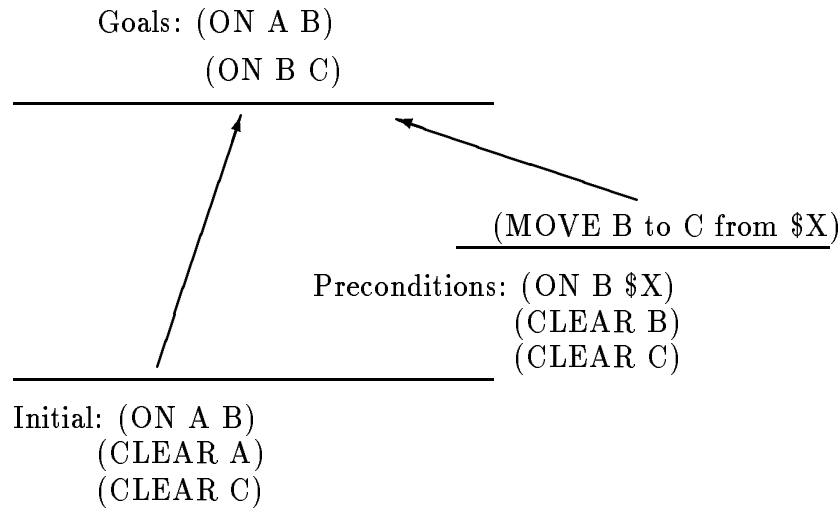 Goals: (ON A B)
(ON B C)
(MOVE B to C from $X)
Preconditions: (ON B $X)
(CLEAR B)
(CLEAR C)
Initial: (ON A B)
(CLEAR A)
(CLEAR C)